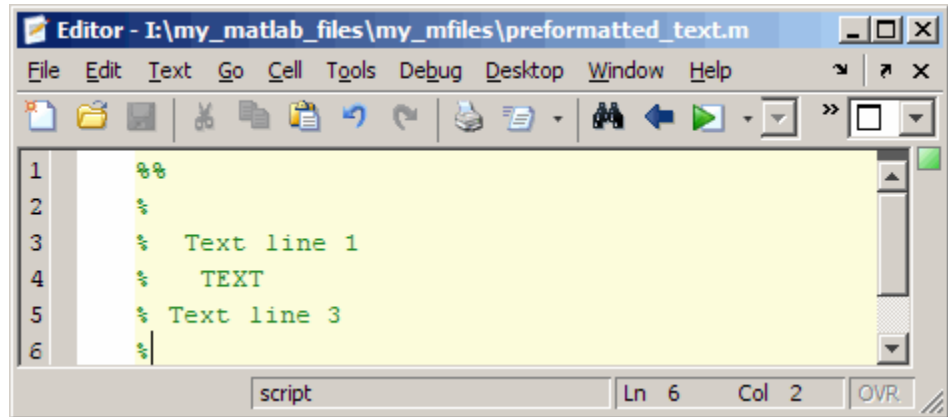 Editor - I:\my_matlab_files\my_mfiles\preformatted_text.m
File Edit Text Go Cell Tools Debug Desktop Window Help
1 %%
2 %
3 %  Text line 1
4 %   TEXT
5 % Text line 3
6 %
script Ln 6 Col 2 OVR